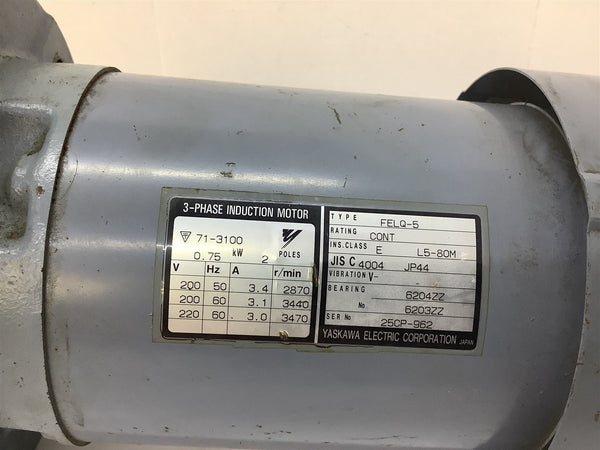 3-PHASE INDUCTION MOTOR
71-3100
0.75 kW 2 POLES
V Hz A r/min
200 50 3.4 2870
200 60 3.1 3440
220 60 3.0 3470
TYPE FELQ-5
RATING CONT
INS.CLASS E L5-80M
JIS C 4004 JP44
VIBRATION V-
BEARING 6204ZZ
No. 6203ZZ
SER No 25CP-962
YASKAWA ELECTRIC CORPORATION JAPAN